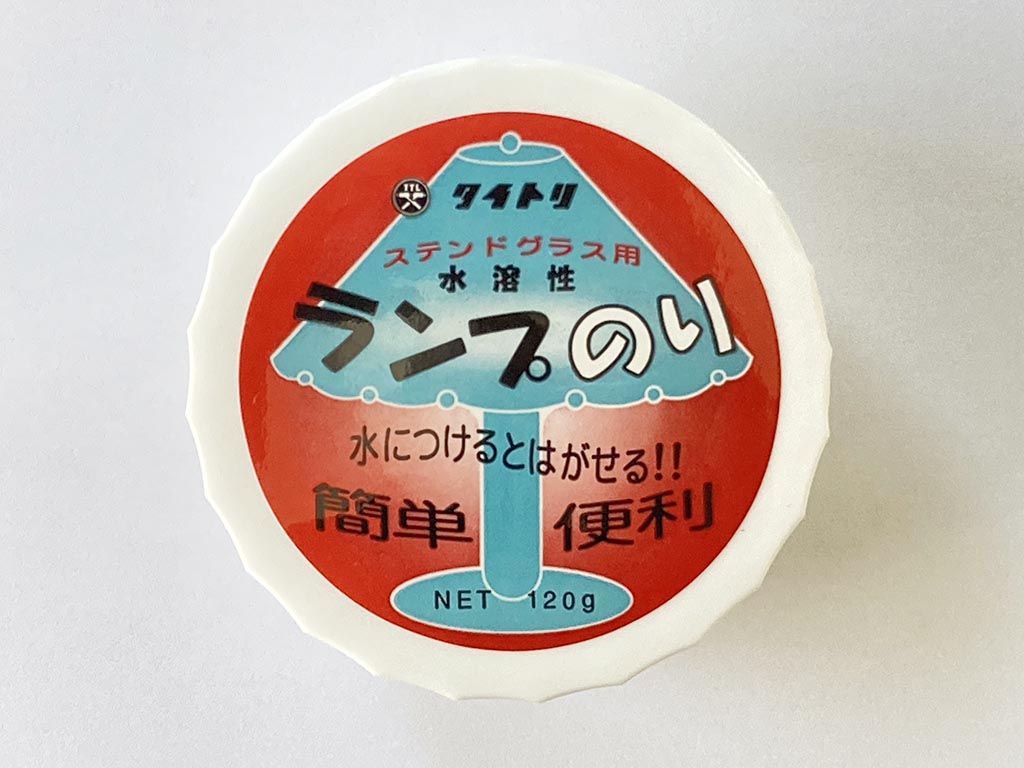 TTL タイトリ
ステンドグラス用
水溶性
ランプのり
水につけるとはがせる!!
簡単 便利
NET 120g